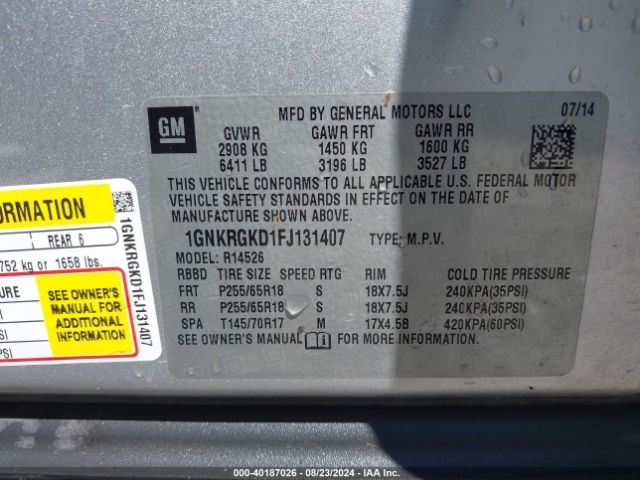 GM
MFD BY GENERAL MOTORS LLC 07/14
GVWR GAWR FRT GAWR RR
2908 KG 1450 KG 1600 KG
6411 LB 3196 LB 3527 LB
THIS VEHICLE CONFORMS TO ALL APPLICABLE U.S. FEDERAL MOTOR
VEHICLE SAFETY STANDARDS IN EFFECT ON THE DATE OF
MANUFACTURE SHOWN ABOVE.
1GNKRGKD1FJ131407 TYPE: M.P.V.
MODEL: R14526
RBBD TIRE SIZE SPEED RTG RIM COLD TIRE PRESSURE
FRT P255/65R18 S 18X7.5J 240KPA(35PSI)
RR P255/65R18 S 18X7.5J 240KPA(35PSI)
SPA T145/70R17 M 17X4.5B 420KPA(60PSI)
SEE OWNER'S MANUAL FOR MORE INFORMATION.
ORMATION
REAR 6
752 kg or 1658 lbs.
SURE
SEE OWNER'S
MANUAL FOR
ADDITIONAL
INFORMATION
PSI
1GNKRGKD1FJ131407
000-40187026 - 08/23/2024 - IAA Inc.